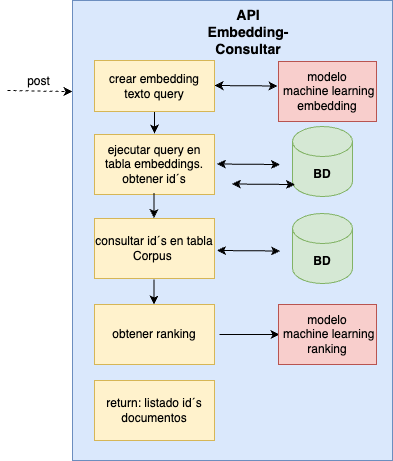 API
Embedding-
Consultar
post
crear embedding
texto query
modelo
machine learning
embedding
ejecutar query en
tabla embeddings.
obtener id´s
BD
consultar id´s en tabla
Corpus
BD
obtener ranking
modelo
machine learning
ranking
return: listado id´s
documentos